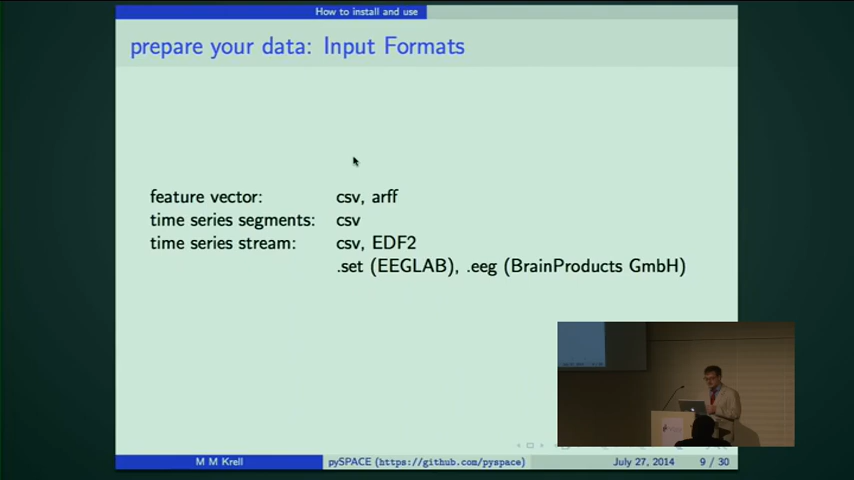 How to install and use
prepare your data: Input Formats
feature vector: csv, arff
time series segments: csv
time series stream: csv, EDF2
.set (EEGLAB), .eeg (BrainProducts GmbH)
M M Krell pySPACE (https://github.com/pyspace) July 27, 2014 9 / 30